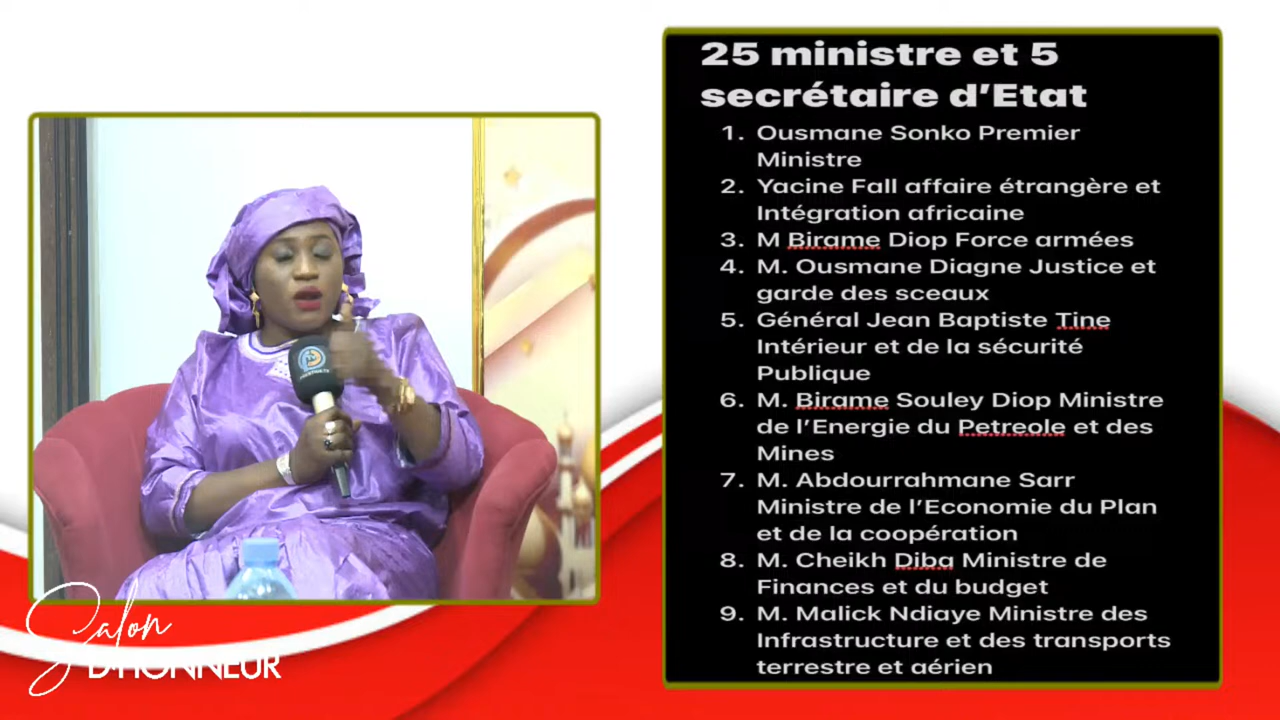 25 ministre et 5
secrétaire d'Etat
1. Ousmane Sonko Premier
Ministre
2. Yacine Fall affaire étrangère et
Intégration africaine
3. M Birame Diop Force armées
4. M. Ousmane Diagne Justice et
garde des sceaux
5. Général Jean Baptiste Tine
Intérieur et de la sécurité
Publique
6. M. Birame Souley Diop Ministre
de l'Energie du Petreole et des
Mines
7. M. Abdourrahmane Sarr
Ministre de l'Economie du Plan
et de la coopération
8. M. Cheikh Diba Ministre de
Finances et du budget
9. M. Malick Ndiaye Ministre des
Infrastructure et des transports
terrestre et aérien
Salon
D'HONNEUR